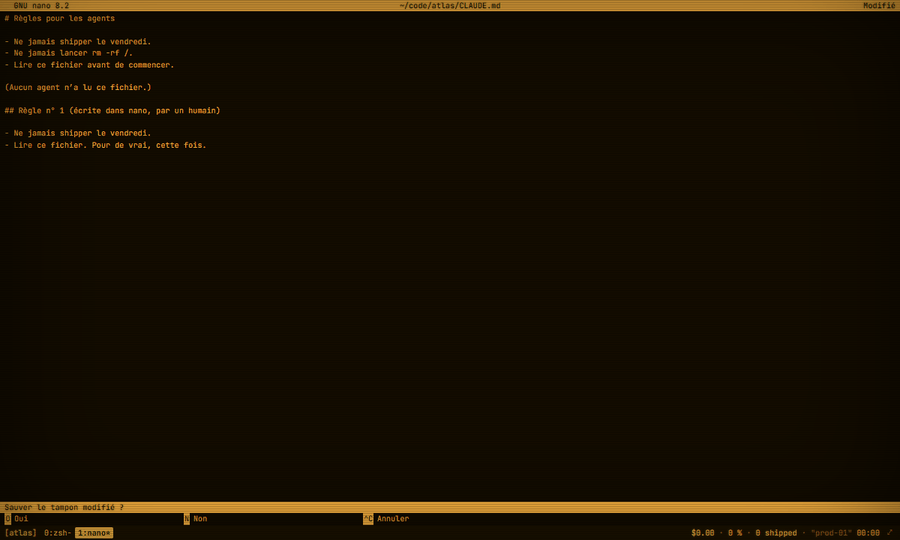 GNU nano 8.2 ~/code/atlas/CLAUDE.md Modifié
# Règles pour les agents
- Ne jamais shipper le vendredi.
- Ne jamais lancer rm -rf /.
- Lire ce fichier avant de commencer.
(Aucun agent n’a lu ce fichier.)
## Règle n° 1 (écrite dans nano, par un humain)
- Ne jamais shipper le vendredi.
- Lire ce fichier. Pour de vrai, cette fois.
Sauver le tampon modifié ?
O Oui N Non ^C Annuler
[atlas] 0:zsh- 1:nano* $0.00 · 0 % · 0 shipped · "prod-01" 00:00